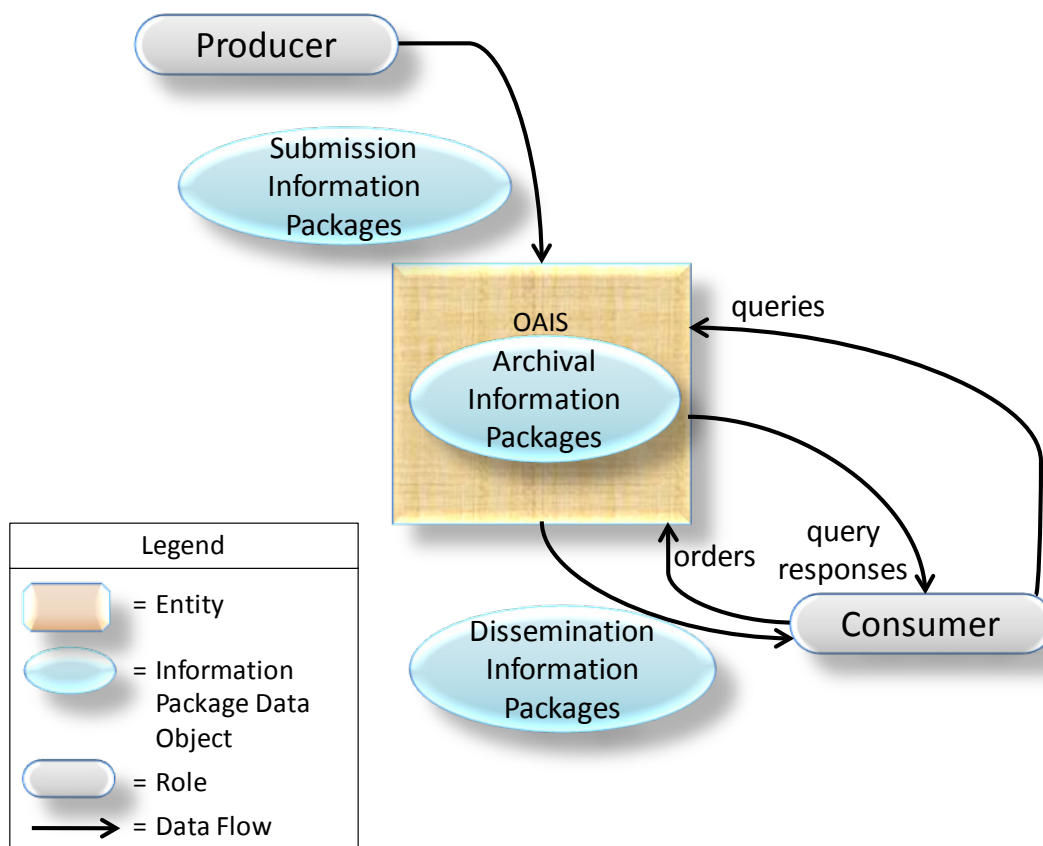 Producer
Submission
Information
Packages
OAIS
Archival
Information
Packages
queries
orders
query
responses
Dissemination
Information
Packages
Consumer
Legend
= Entity
= Information
Package Data
Object
= Role
= Data Flow